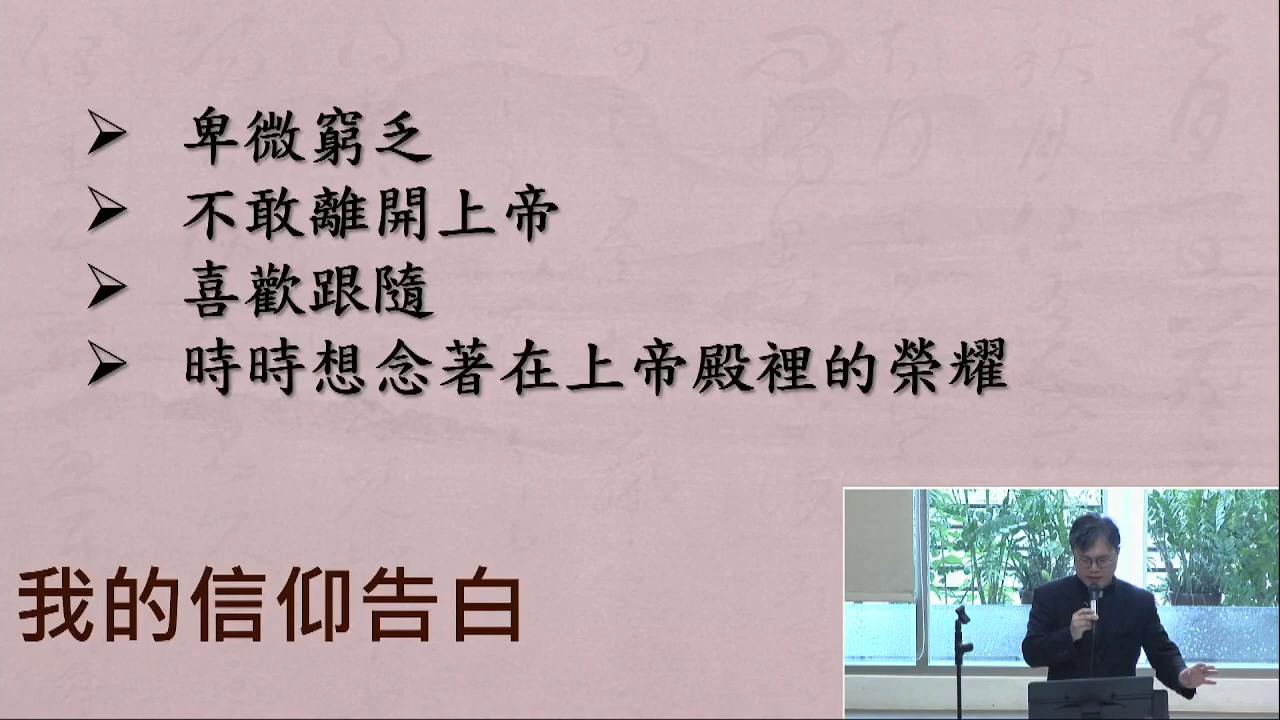 卑微窮乏
不敢離開上帝
喜歡跟隨
時時想念著在上帝殿裡的榮耀
我的信仰告白